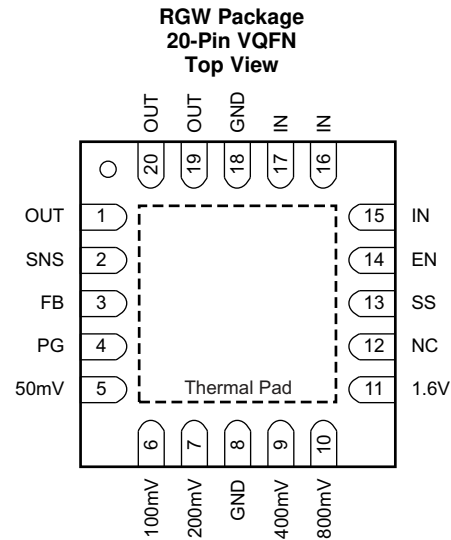 RGW Package
20-Pin VQFN
Top View
OUT OUT GND IN IN
20 19 18 17 16
OUT 1 15 IN
SNS 2 14 EN
FB 3 13 SS
PG 4 12 NC
50mV 5 Thermal Pad 11 1.6V
6 7 8 9 10
100mV 200mV GND 400mV 800mV